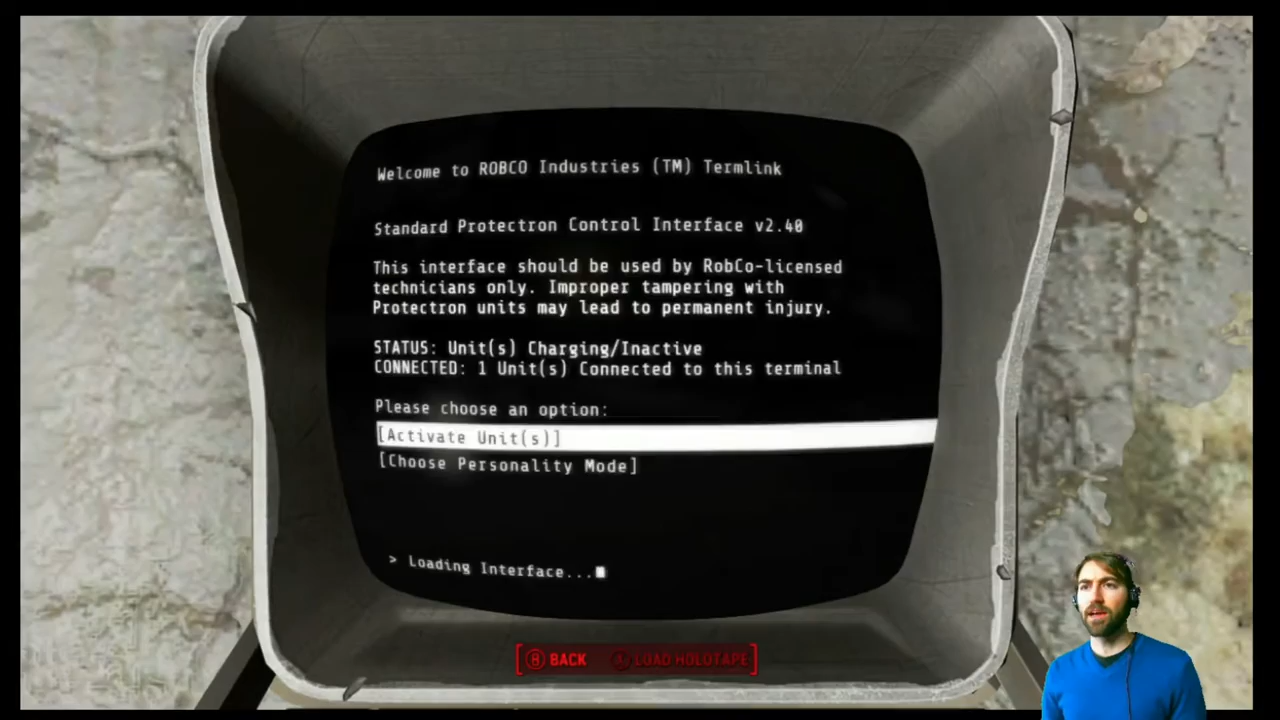 Welcome to ROBCO Industries (TM) Termlink
Standard Protectron Control Interface v2.40
This interface should be used by RobCo-licensed
technicians only. Improper tampering with
Protectron units may lead to permanent injury.
STATUS: Unit(s) Charging/Inactive
CONNECTED: 1 Unit(s) Connected to this terminal
Please choose an option:
[Activate Unit(s)]
[Choose Personality Mode]
> Loading Interface...
[Ⓑ BACK Ⓐ LOAD HOLOTAPE]